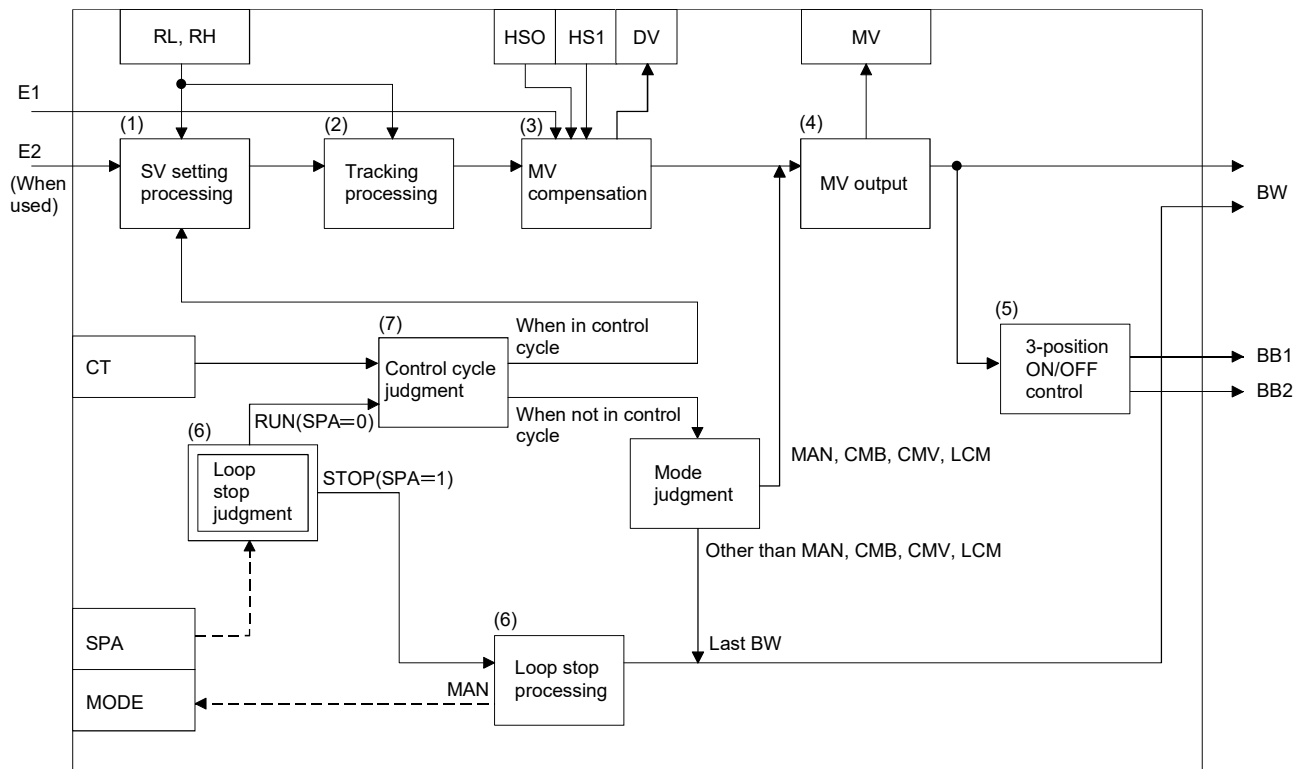 RL, RH
HSO
HS1
DV
MV
E1
E2
(When
used)
(1)
SV setting
processing
(2)
Tracking
processing
(3)
MV
compensation
(4)
MV output
BW
(5)
3-position
ON/OFF
control
BB1
BB2
CT
(7)
Control cycle
judgment
When in control
cycle
When not in control
cycle
RUN(SPA=0)
(6)
Loop
stop
judgment
STOP(SPA=1)
Mode
judgment
MAN, CMB, CMV, LCM
Other than MAN, CMB, CMV, LCM
SPA
MODE
MAN
(6)
Loop stop
processing
Last BW